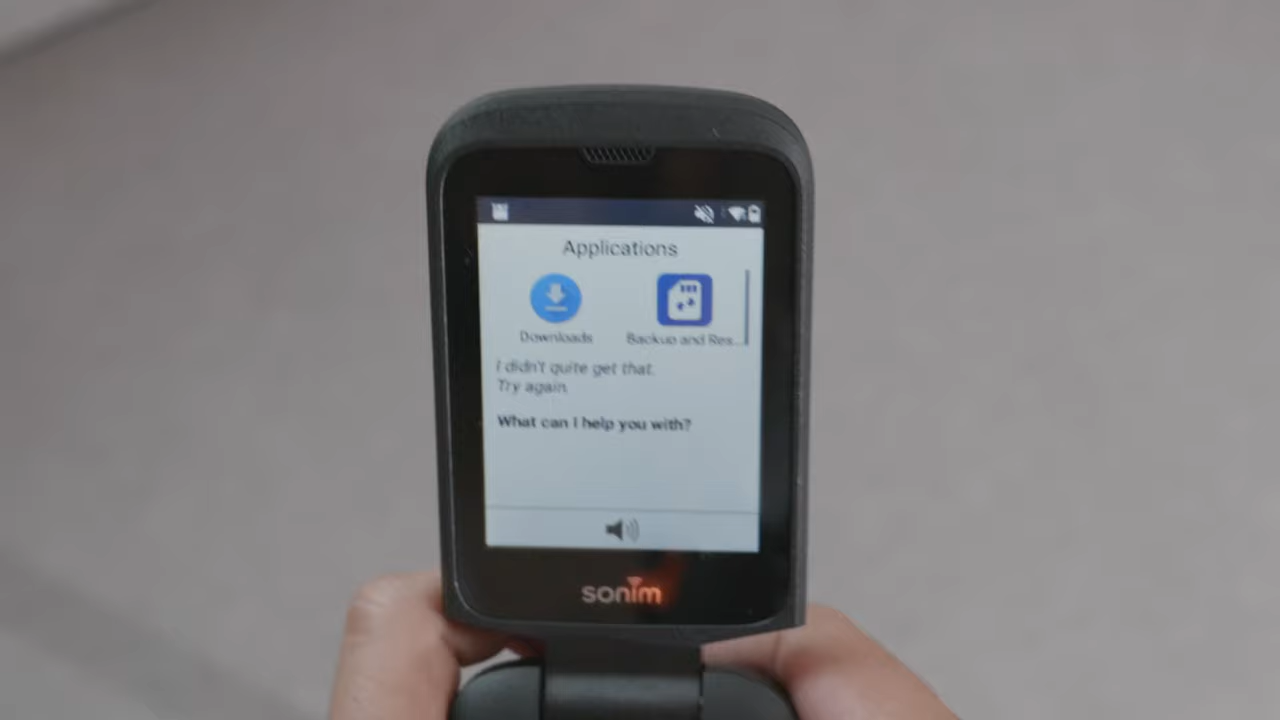 Applications
Downloads
Backup and Res...
I didn't quite get that.
Try again.
What can I help you with?
sonim